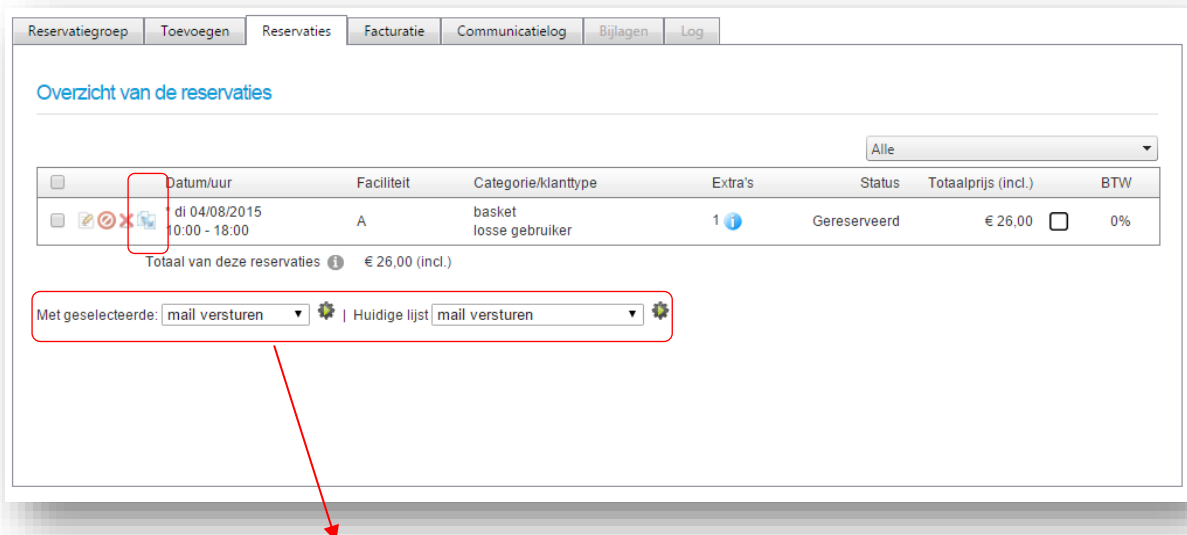 Reservatiegroep Toevoegen Reservaties Facturatie Communicatielog Bijlagen Log
Overzicht van de reservaties
Alle
Datum/uur Faciliteit Categorie/klanttype Extra's Status Totaalprijs (incl.) BTW
* di 04/08/2015 A basket 1 Gereserveerd € 26,00 0%
10:00 - 18:00 losse gebruiker
Totaal van deze reservaties € 26,00 (incl.)
Met geselecteerde: mail versturen | Huidige lijst mail versturen